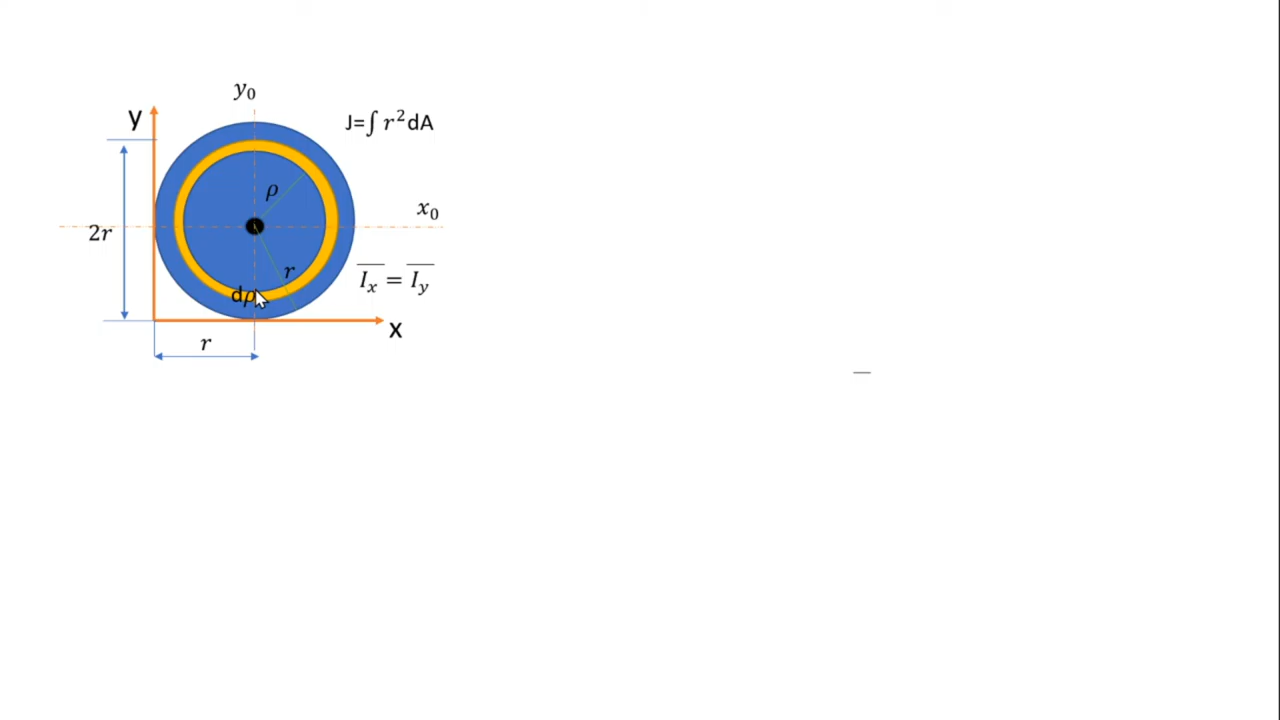 y₀
y
J=∫ r²dA
ρ
x₀
2r
r
I̅ₓ = I̅ᵧ
dρ
x
r